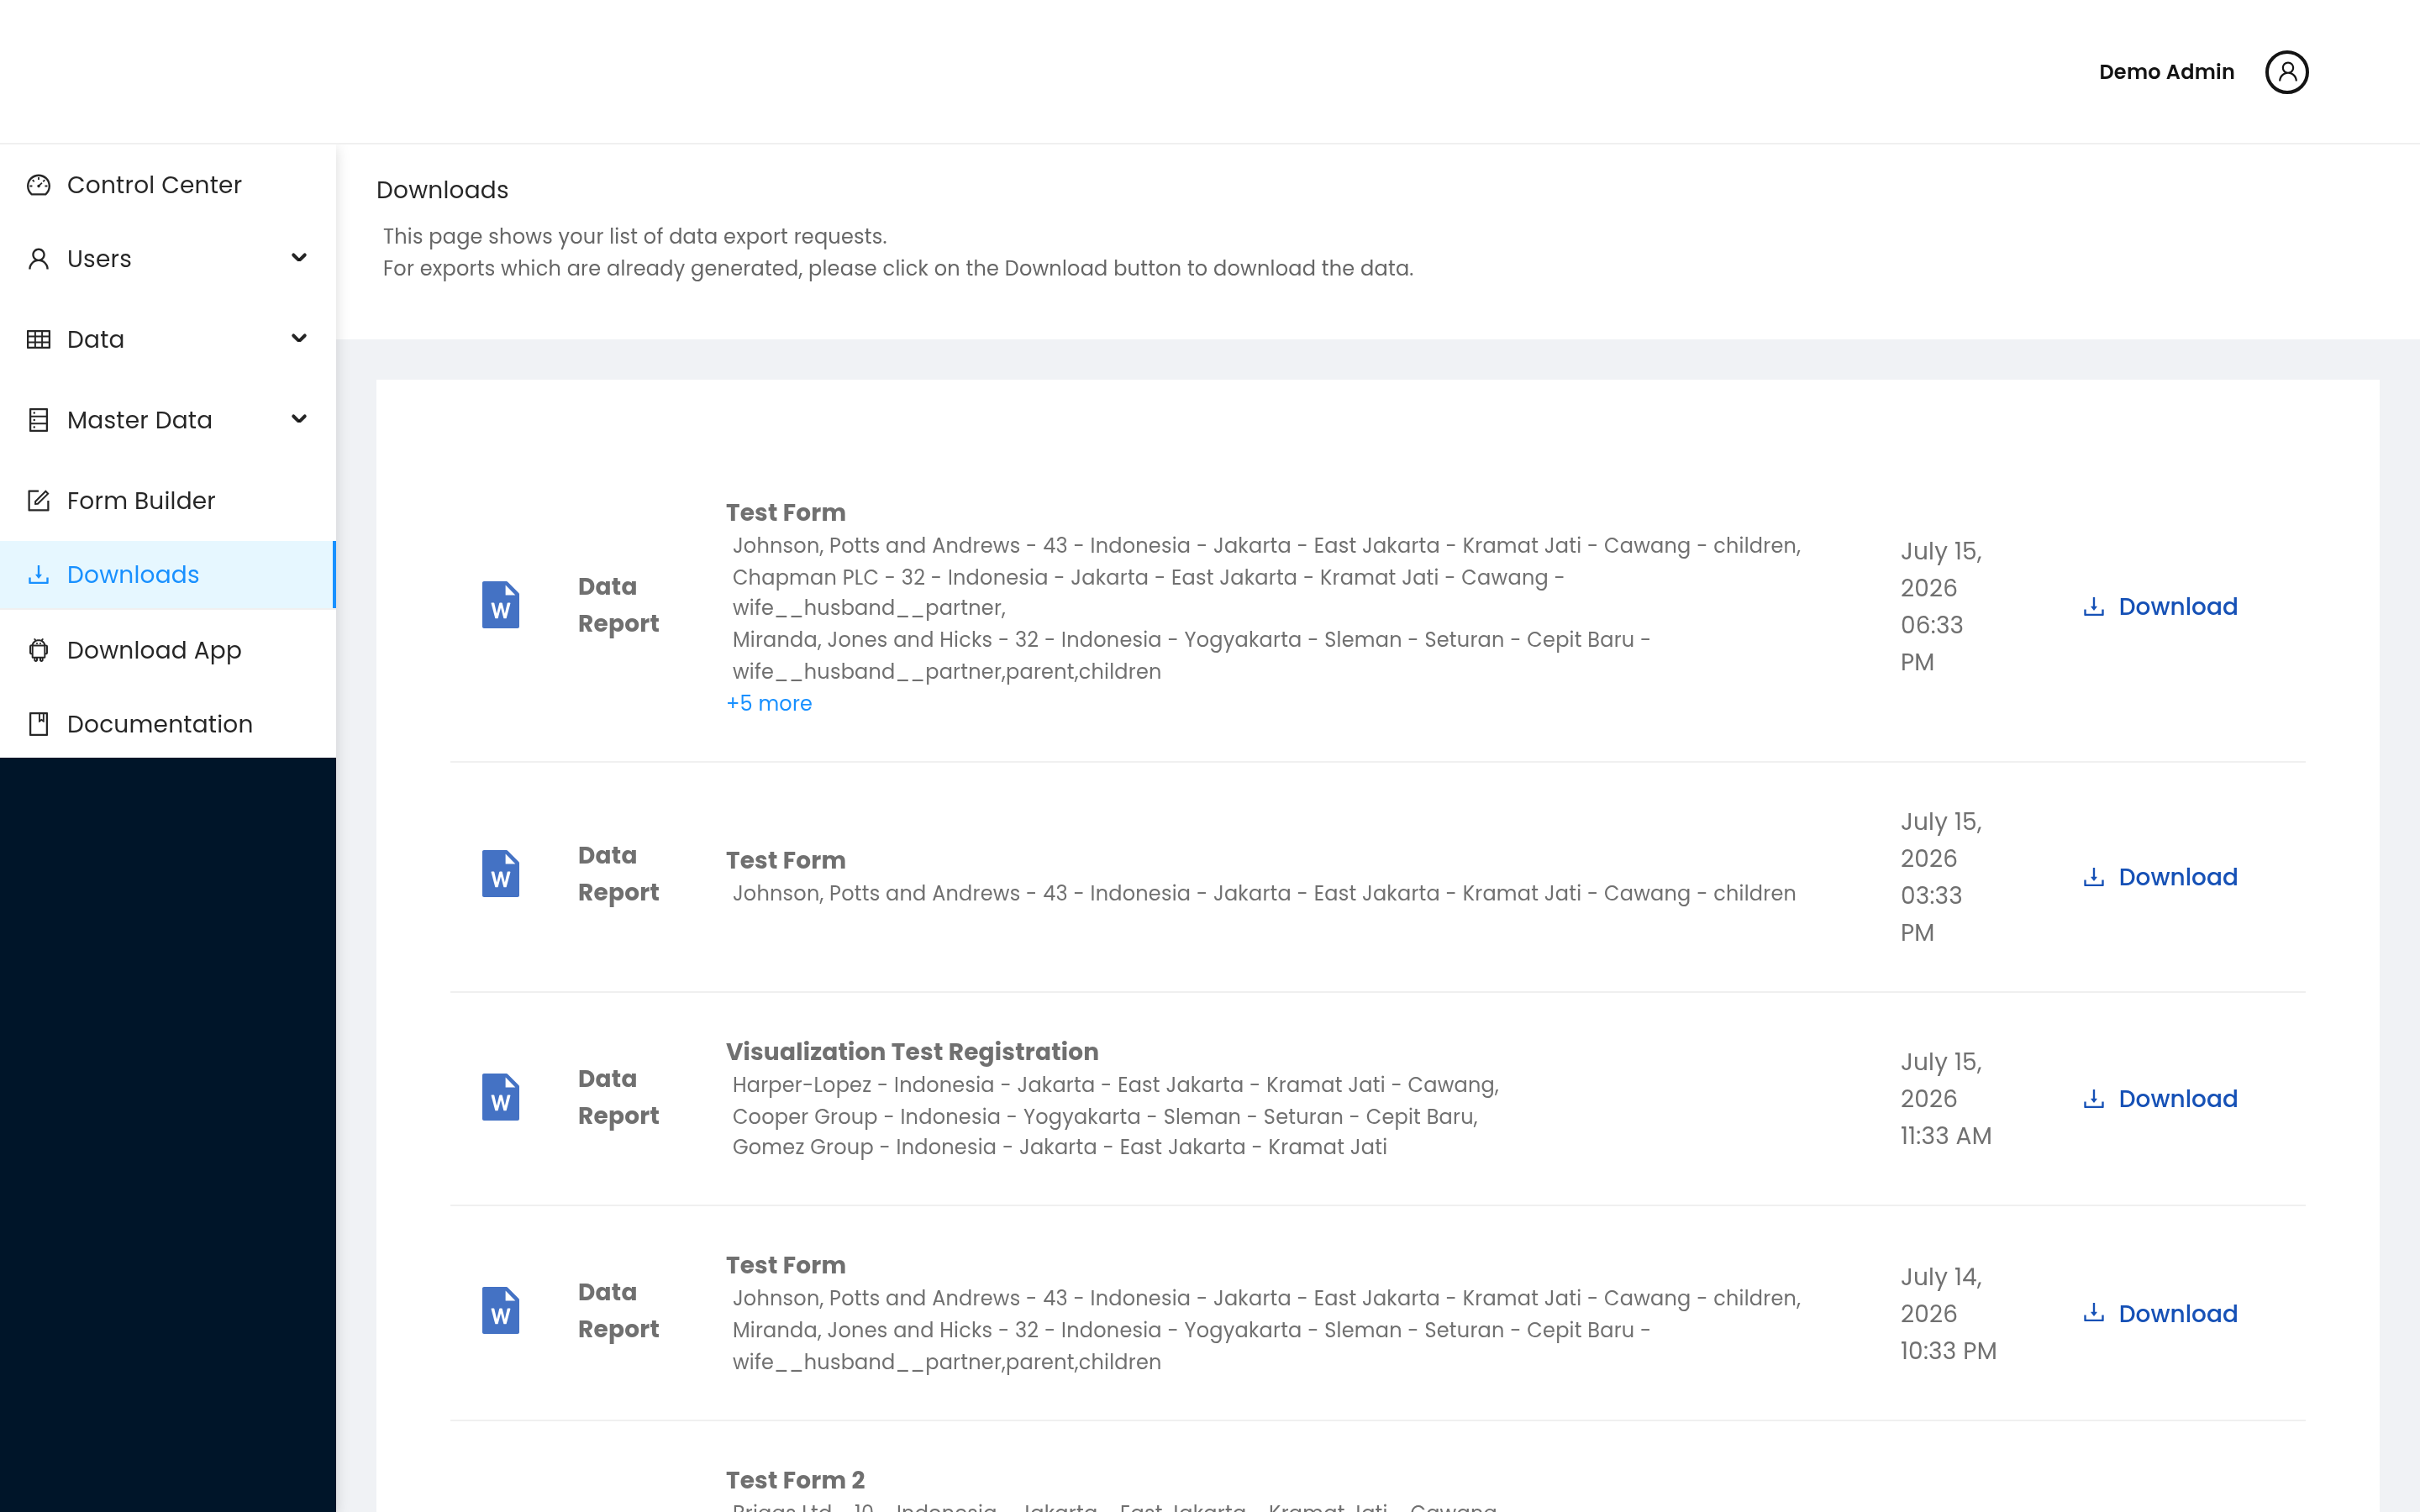 Demo Admin
Control Center
Users
Data
Master Data
Form Builder
Downloads
Download App
Documentation
Downloads
This page shows your list of data export requests.
For exports which are already generated, please click on the Download button to download the data.
W
Data
Report
Test Form
Johnson, Potts and Andrews - 43 - Indonesia - Jakarta - East Jakarta - Kramat Jati - Cawang - children,
Chapman PLC - 32 - Indonesia - Jakarta - East Jakarta - Kramat Jati - Cawang -
wife__husband__partner,
Miranda, Jones and Hicks - 32 - Indonesia - Yogyakarta - Sleman - Seturan - Cepit Baru -
wife__husband__partner,parent,children
+5 more
July 15,
2026
06:33
PM
Download
W
Data
Report
Test Form
Johnson, Potts and Andrews - 43 - Indonesia - Jakarta - East Jakarta - Kramat Jati - Cawang - children
July 15,
2026
03:33
PM
Download
W
Data
Report
Visualization Test Registration
Harper-Lopez - Indonesia - Jakarta - East Jakarta - Kramat Jati - Cawang,
Cooper Group - Indonesia - Yogyakarta - Sleman - Seturan - Cepit Baru,
Gomez Group - Indonesia - Jakarta - East Jakarta - Kramat Jati
July 15,
2026
11:33 AM
Download
W
Data
Report
Test Form
Johnson, Potts and Andrews - 43 - Indonesia - Jakarta - East Jakarta - Kramat Jati - Cawang - children,
Miranda, Jones and Hicks - 32 - Indonesia - Yogyakarta - Sleman - Seturan - Cepit Baru -
wife__husband__partner,parent,children
July 14,
2026
10:33 PM
Download
Test Form 2
Briggs Ltd - 10 - Indonesia - Jakarta - East Jakarta - Kramat Jati - Cawang